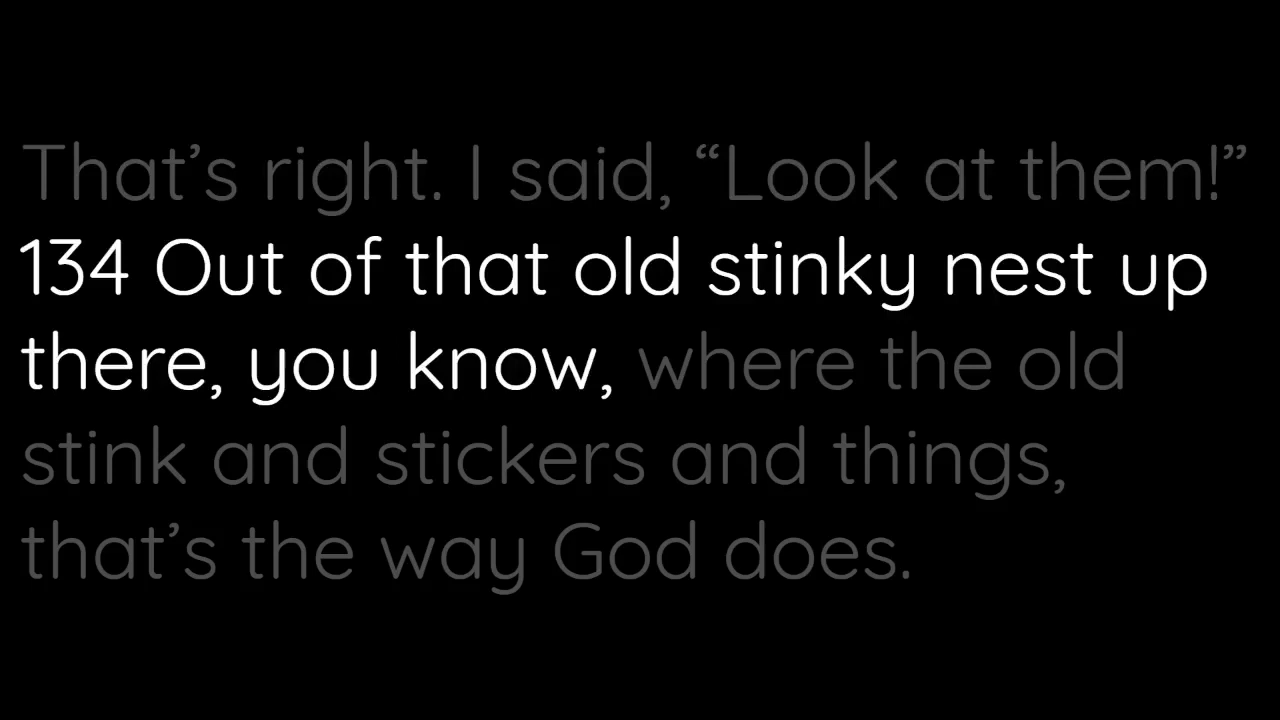 That’s right. I said, “Look at them!”
134 Out of that old stinky nest up
there, you know, where the old
stink and stickers and things,
that’s the way God does.